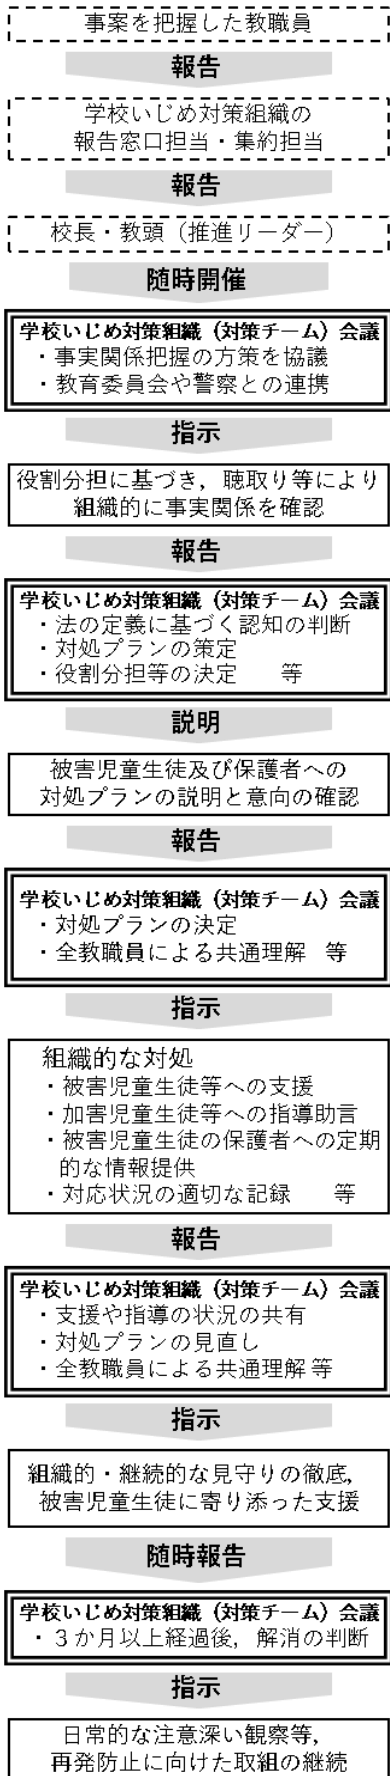 事案を把握した教職員
報告
学校いじめ対策組織の
報告窓口担当・集約担当
報告
校長・教頭（推進リーダー）
随時開催
学校いじめ対策組織（対策チーム）会議
・事実関係把握の方策を協議
・教育委員会や警察との連携
指示
役割分担に基づき，聴取り等により
組織的に事実関係を確認
報告
学校いじめ対策組織（対策チーム）会議
・法の定義に基づく認知の判断
・対処プランの策定
・役割分担等の決定　等
説明
被害児童生徒及び保護者への
対処プランの説明と意向の確認
報告
学校いじめ対策組織（対策チーム）会議
・対処プランの決定
・全教職員による共通理解　等
指示
組織的な対処
・被害児童生徒等への支援
・加害児童生徒等への指導助言
・被害児童生徒の保護者への定期
的な情報提供
・対応状況の適切な記録　等
報告
学校いじめ対策組織（対策チーム）会議
・支援や指導の状況の共有
・対処プランの見直し
・全教職員による共通理解 等
指示
組織的・継続的な見守りの徹底，
被害児童生徒に寄り添った支援
随時報告
学校いじめ対策組織（対策チーム）会議
・３か月以上経過後，解消の判断
指示
日常的な注意深い観察等，
再発防止に向けた取組の継続